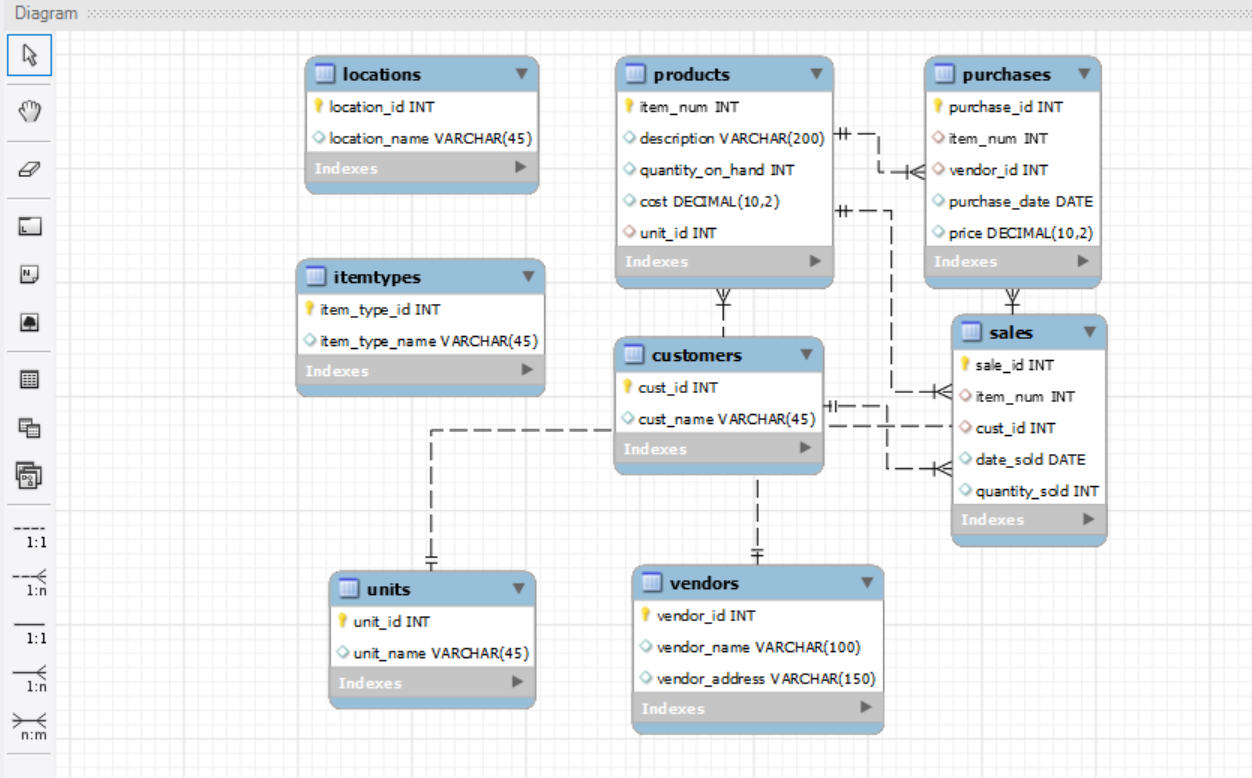 Diagram
locations
location_id INT
location_name VARCHAR(45)
Indexes
products
item_num INT
description VARCHAR(200)
quantity_on_hand INT
cost DECIMAL(10,2)
unit_id INT
Indexes
purchases
purchase_id INT
item_num INT
vendor_id INT
purchase_date DATE
price DECIMAL(10,2)
Indexes
itemtypes
item_type_id INT
item_type_name VARCHAR(45)
Indexes
customers
cust_id INT
cust_name VARCHAR(45)
Indexes
sales
sale_id INT
item_num INT
cust_id INT
date_sold DATE
quantity_sold INT
Indexes
units
unit_id INT
unit_name VARCHAR(45)
Indexes
vendors
vendor_id INT
vendor_name VARCHAR(100)
vendor_address VARCHAR(150)
Indexes
1:1
1:n
1:1
1:n
n:m